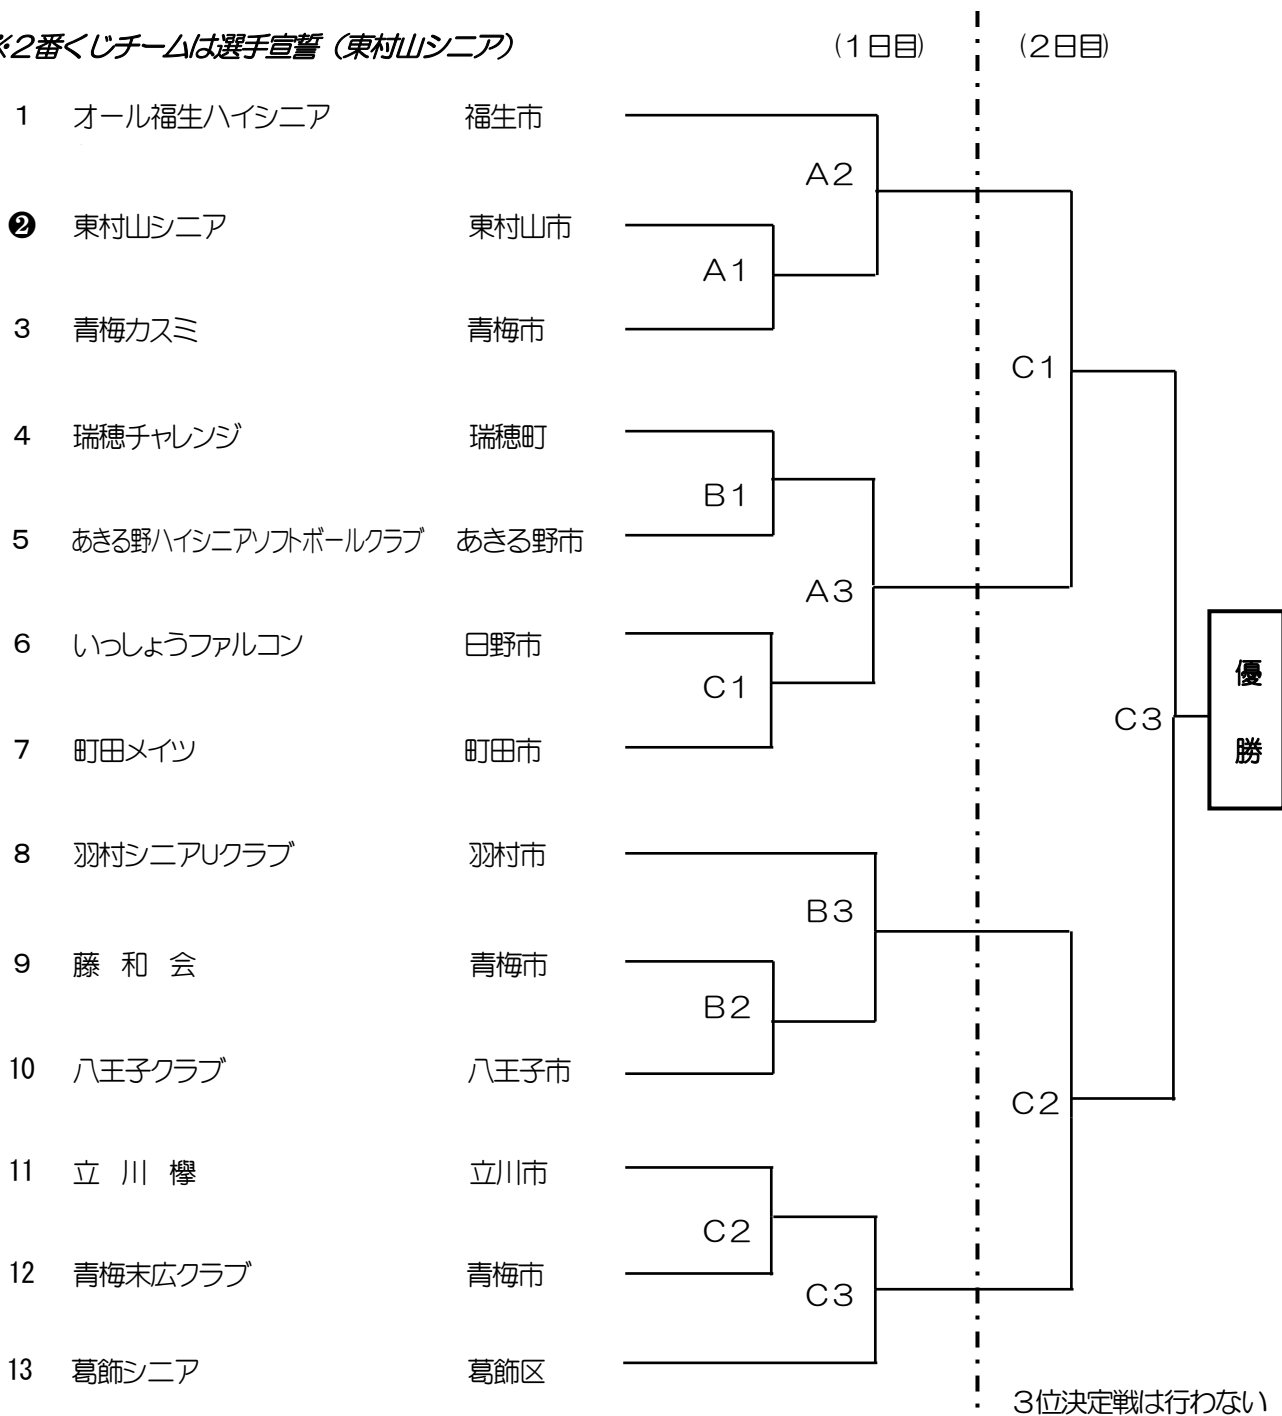 ※2番くじチームは選手宣誓（東村山シニア） （1日目） （2日目）
1 オール福生ハイシニア 福生市
A2
❷ 東村山シニア 東村山市
A1
3 青梅カスミ 青梅市
C1
4 瑞穂チャレンジ 瑞穂町
B1
5 あきる野ハイシニアソフトボールクラブ あきる野市
A3
6 いっしょうファルコン 日野市
C1
優勝
C3
7 町田メイツ 町田市
8 羽村シニアUクラブ 羽村市
B3
9 藤 和 会 青梅市
B2
10 八王子クラブ 八王子市
C2
11 立 川 欅 立川市
C2
12 青梅末広クラブ 青梅市
C3
13 葛飾シニア 葛飾区
３位決定戦は行わない